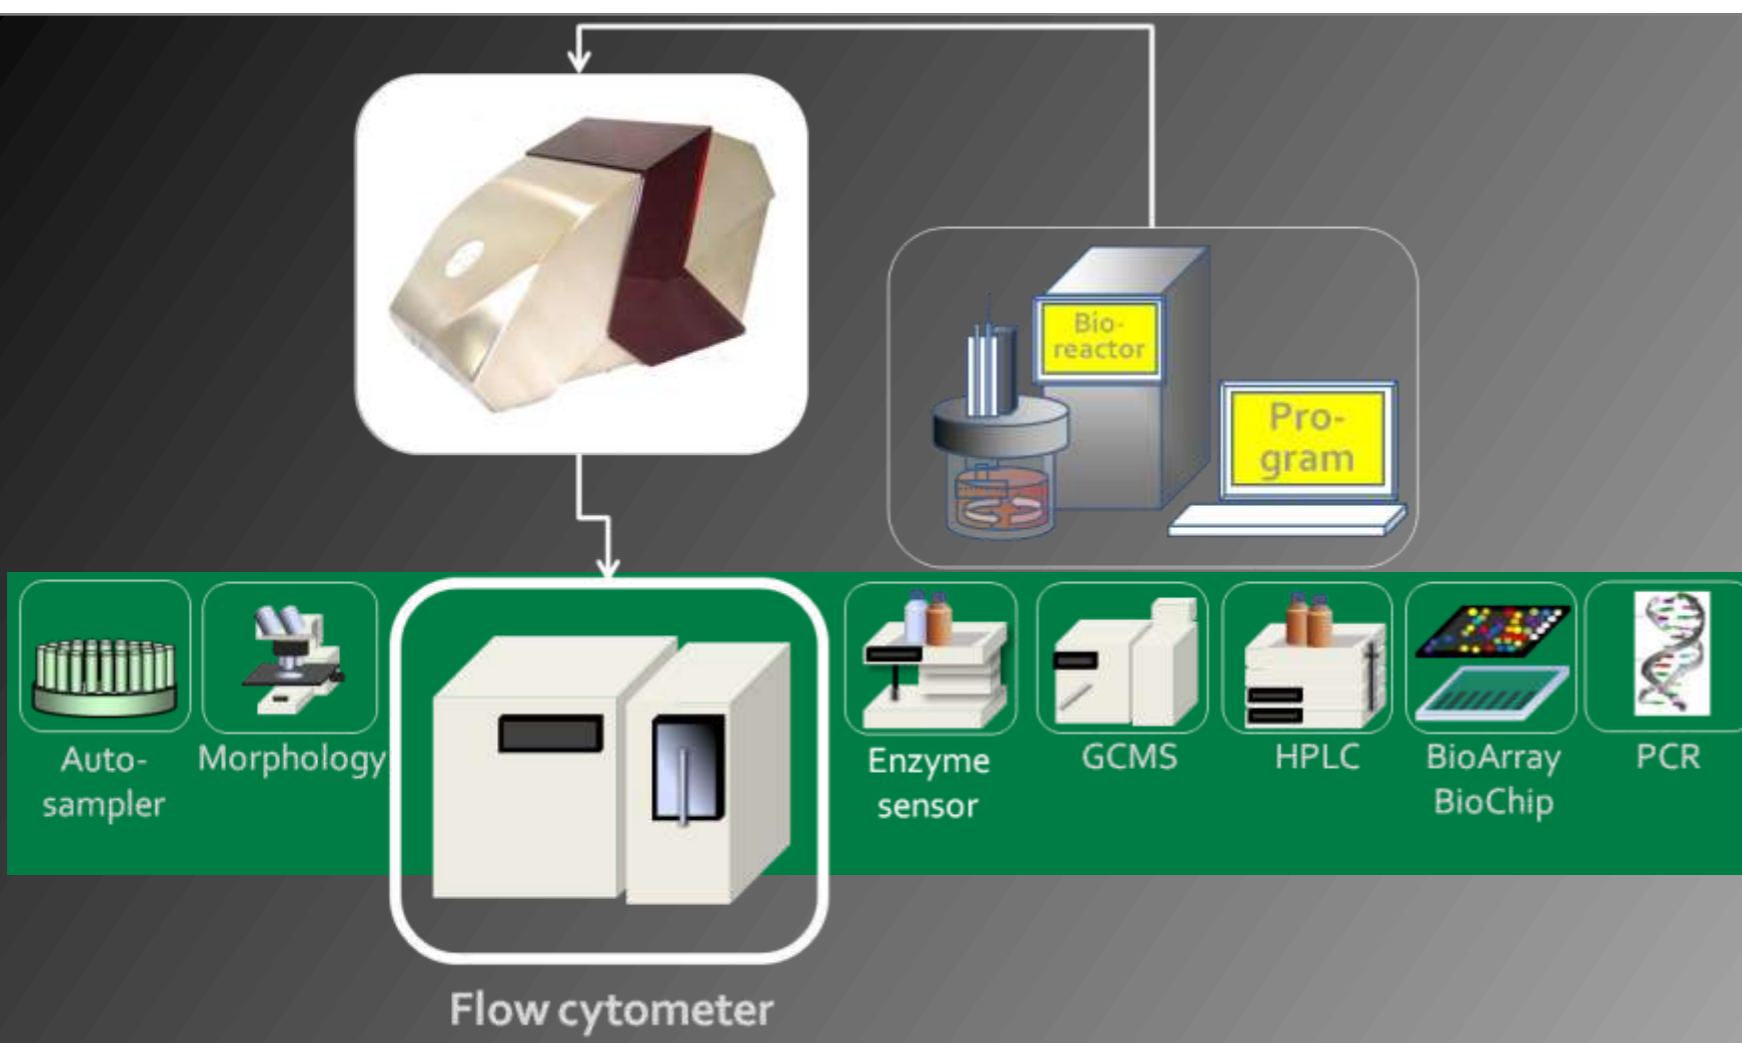 Bio-
reactor
Pro-
gram
Auto-
sampler
Morphology
Enzyme
sensor
GCMS
HPLC
BioArray
BioChip
PCR
Flow cytometer